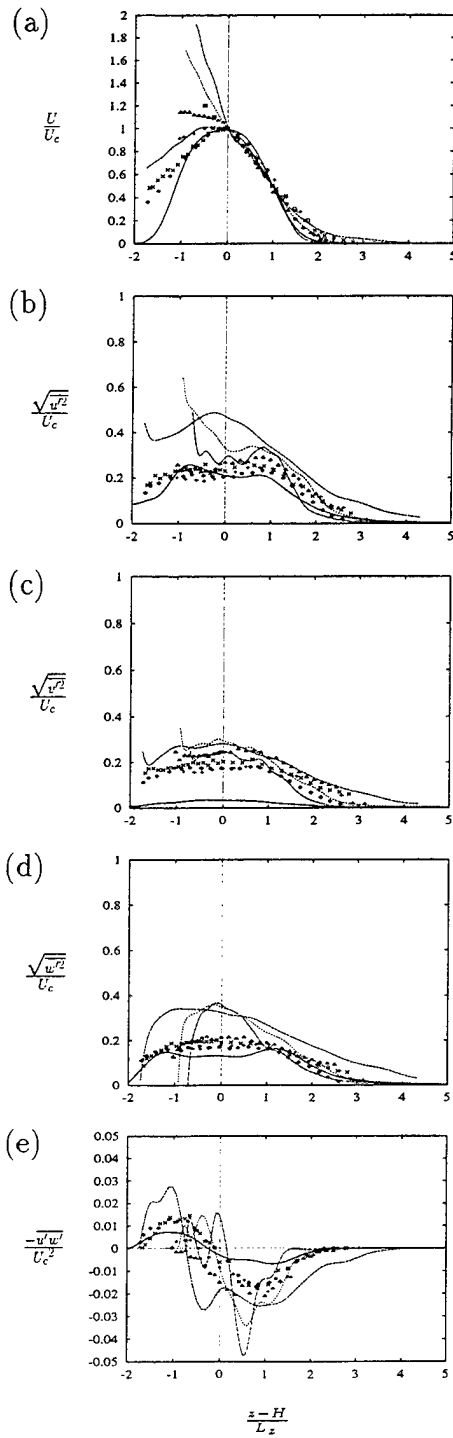 (a)
2
1.8
1.6
1.4
1.2
1
0.8
0.6
0.4
0.2
0
U
U_c
-2 -1 0 1 2 3 4 5
(b)
1
0.8
0.6
0.4
0.2
0
√u'²
U_c
-2 -1 0 1 2 3 4 5
(c)
1
0.8
0.6
0.4
0.2
0
√v'²
U_c
-2 -1 0 1 2 3 4 5
(d)
1
0.8
0.6
0.4
0.2
0
√w'²
U_c
-2 -1 0 1 2 3 4 5
(e)
0.05
0.04
0.03
0.02
0.01
0
-0.01
-0.02
-0.03
-0.04
-0.05
-u'w'
U_c²
-2 -1 0 1 2 3 4 5
z - H
L_z